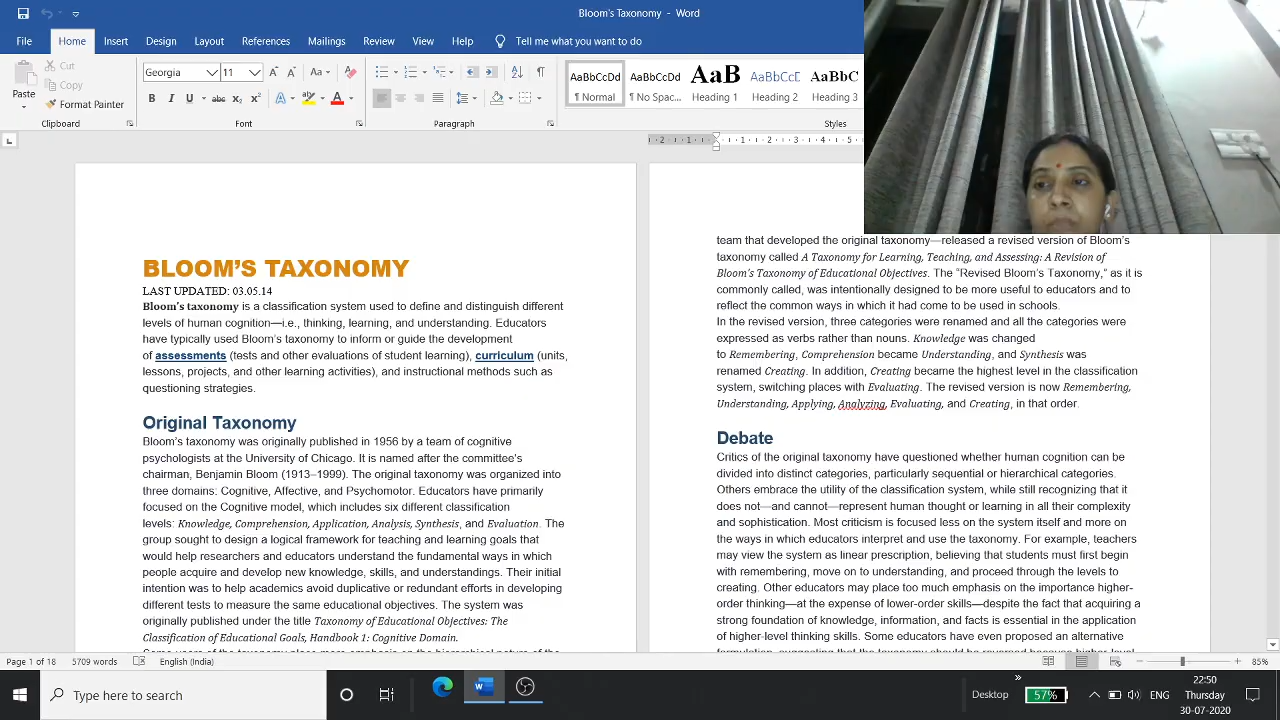 Bloom's Taxonomy - Word
File Home Insert Design Layout References Mailings Review View Help Tell me what you want to do
Cut
Copy
Format Painter
Paste
Georgia 11
Clipboard Font Paragraph Styles
AaBbCcDd AaBbCcDd AaB AaBbCcE AaBbC
¶ Normal ¶ No Spac... Heading 1 Heading 2 Heading 3
BLOOM’S TAXONOMY
LAST UPDATED: 03.05.14
Bloom’s taxonomy is a classification system used to define and distinguish different
levels of human cognition—i.e., thinking, learning, and understanding. Educators
have typically used Bloom’s taxonomy to inform or guide the development
of assessments (tests and other evaluations of student learning), curriculum (units,
lessons, projects, and other learning activities), and instructional methods such as
questioning strategies.
Original Taxonomy
Bloom’s taxonomy was originally published in 1956 by a team of cognitive
psychologists at the University of Chicago. It is named after the committee’s
chairman, Benjamin Bloom (1913–1999). The original taxonomy was organized into
three domains: Cognitive, Affective, and Psychomotor. Educators have primarily
focused on the Cognitive model, which includes six different classification
levels: Knowledge, Comprehension, Application, Analysis, Synthesis, and Evaluation. The
group sought to design a logical framework for teaching and learning goals that
would help researchers and educators understand the fundamental ways in which
people acquire and develop new knowledge, skills, and understandings. Their initial
intention was to help academics avoid duplicative or redundant efforts in developing
different tests to measure the same educational objectives. The system was
originally published under the title Taxonomy of Educational Objectives: The
Classification of Educational Goals, Handbook 1: Cognitive Domain.
team that developed the original taxonomy—released a revised version of Bloom’s
taxonomy called A Taxonomy for Learning, Teaching, and Assessing: A Revision of
Bloom’s Taxonomy of Educational Objectives. The “Revised Bloom’s Taxonomy,” as it is
commonly called, was intentionally designed to be more useful to educators and to
reflect the common ways in which it had come to be used in schools.
In the revised version, three categories were renamed and all the categories were
expressed as verbs rather than nouns. Knowledge was changed
to Remembering, Comprehension became Understanding, and Synthesis was
renamed Creating. In addition, Creating became the highest level in the classification
system, switching places with Evaluating. The revised version is now Remembering,
Understanding, Applying, Analyzing, Evaluating, and Creating, in that order.
Debate
Critics of the original taxonomy have questioned whether human cognition can be
divided into distinct categories, particularly sequential or hierarchical categories.
Others embrace the utility of the classification system, while still recognizing that it
does not—and cannot—represent human thought or learning in all their complexity
and sophistication. Most criticism is focused less on the system itself and more on
the ways in which educators interpret and use the taxonomy. For example, teachers
may view the system as linear prescription, believing that students must first begin
with remembering, move on to understanding, and proceed through the levels to
creating. Other educators may place too much emphasis on the importance higher-
order thinking—at the expense of lower-order skills—despite the fact that acquiring a
strong foundation of knowledge, information, and facts is essential in the application
of higher-level thinking skills. Some educators have even proposed an alternative
Page 1 of 18 5709 words English (India) 85%
Type here to search
Desktop 57% ENG
22:50
Thursday
30-07-2020